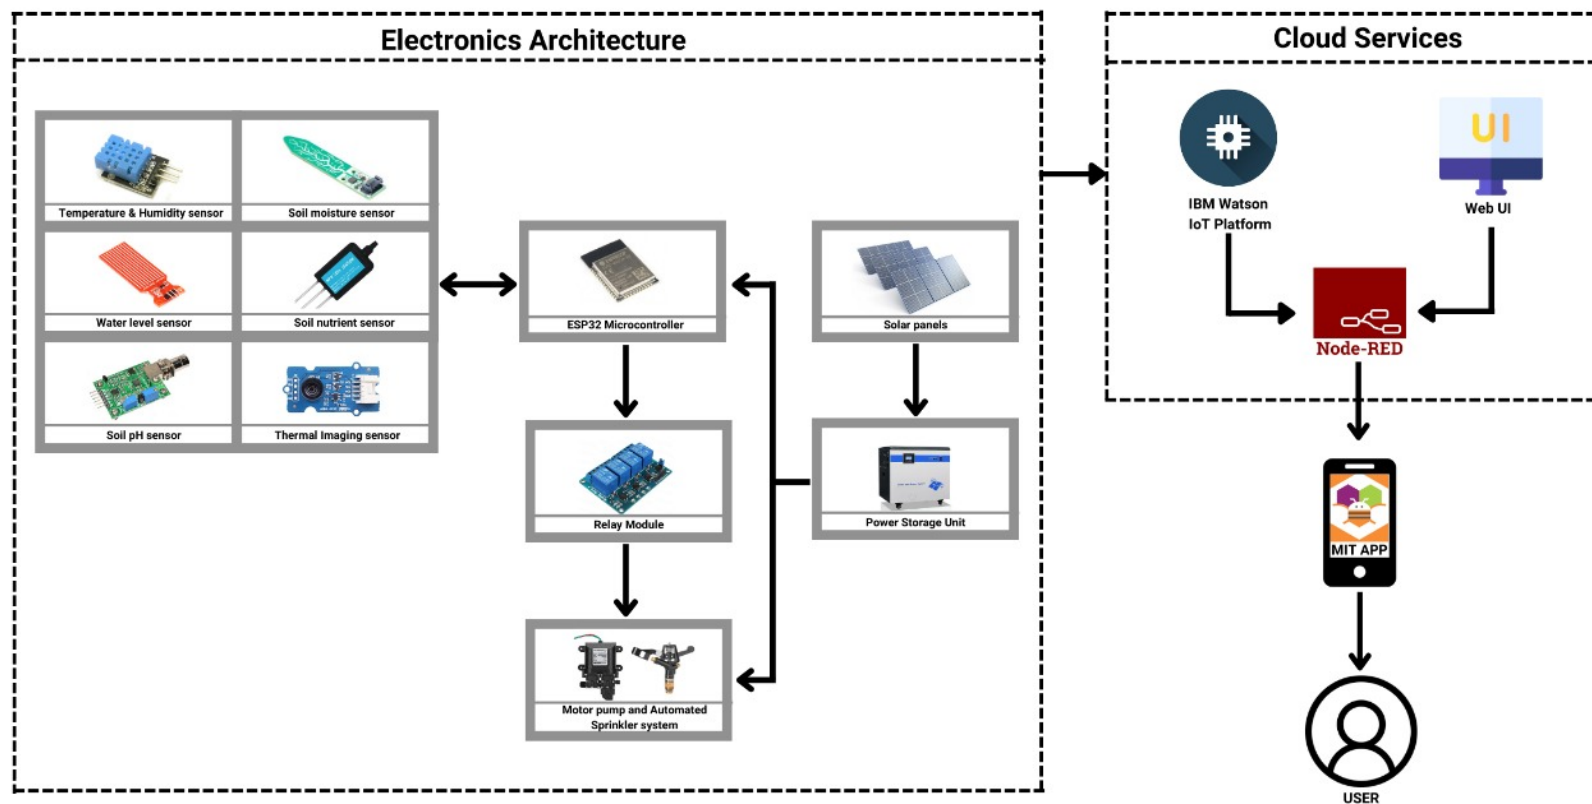 Electronics Architecture
Cloud Services
Temperature & Humidity sensor
Soil moisture sensor
Water level sensor
Soil nutrient sensor
Soil pH sensor
Thermal Imaging sensor
ESP32 Microcontroller
Solar panels
Relay Module
Power Storage Unit
Motor pump and Automated
Sprinkler system
IBM Watson
IoT Platform
UI
Web UI
Node-RED
MIT APP
USER